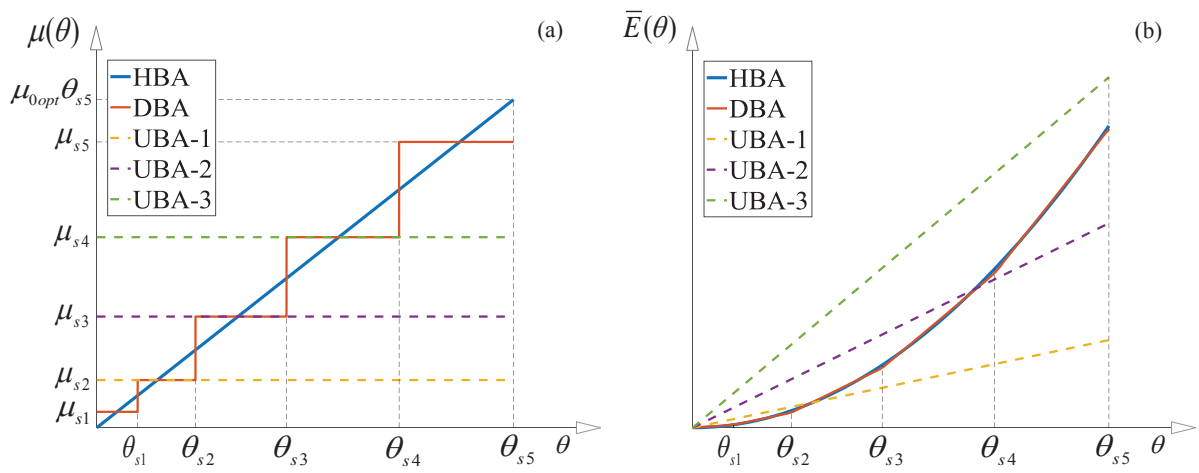 μ(θ)
(a)
HBA
DBA
UBA-1
UBA-2
UBA-3
μ₀ₒₚₜθₛ₅
μₛ₅
μₛ₄
μₛ₃
μₛ₂
μₛ₁
θₛ₁ θₛ₂ θₛ₃ θₛ₄ θₛ₅ θ
E̅(θ)
(b)
HBA
DBA
UBA-1
UBA-2
UBA-3
θₛ₁ θₛ₂ θₛ₃ θₛ₄ θₛ₅ θ